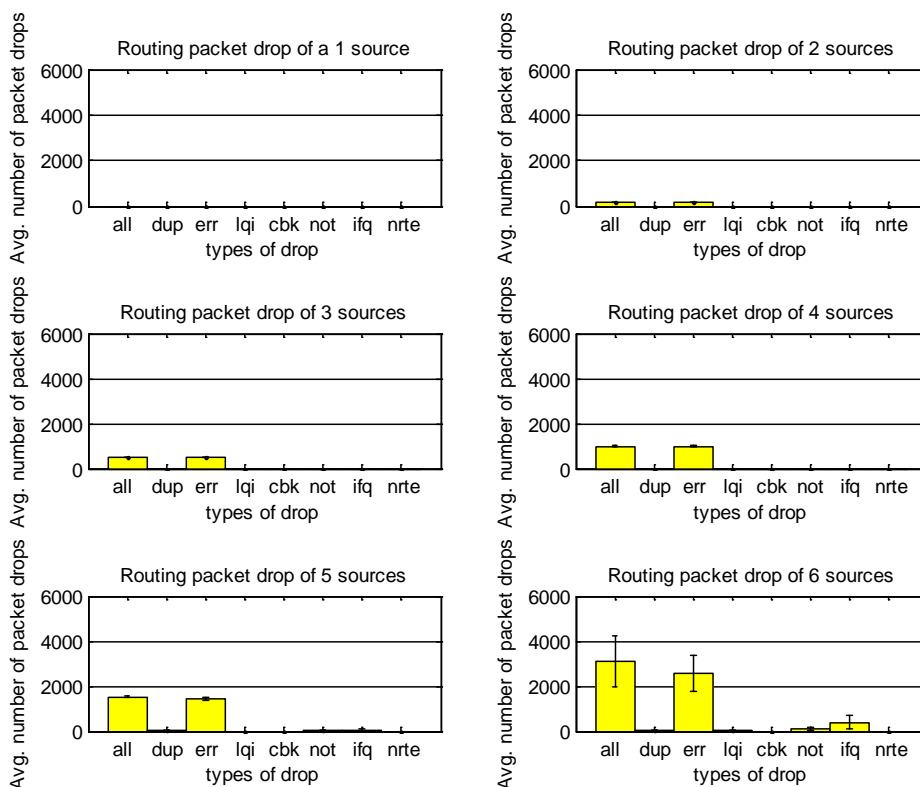 Routing packet drop of a 1 source
Avg. number of packet drops
6000
4000
2000
0
all dup err lqi cbk not ifq nrte
types of drop
Routing packet drop of 2 sources
Avg. number of packet drops
6000
4000
2000
0
all dup err lqi cbk not ifq nrte
types of drop
Routing packet drop of 3 sources
Avg. number of packet drops
6000
4000
2000
0
all dup err lqi cbk not ifq nrte
types of drop
Routing packet drop of 4 sources
Avg. number of packet drops
6000
4000
2000
0
all dup err lqi cbk not ifq nrte
types of drop
Routing packet drop of 5 sources
Avg. number of packet drops
6000
4000
2000
0
all dup err lqi cbk not ifq nrte
types of drop
Routing packet drop of 6 sources
Avg. number of packet drops
6000
4000
2000
0
all dup err lqi cbk not ifq nrte
types of drop